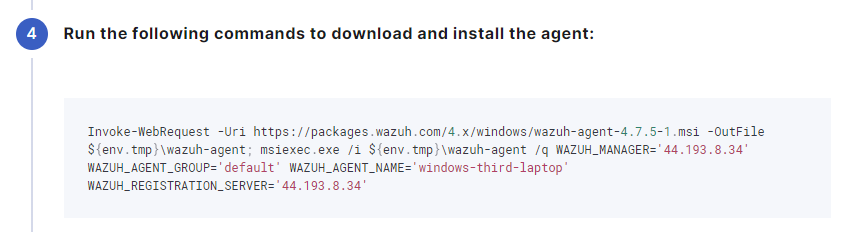 4 Run the following commands to download and install the agent:
Invoke-WebRequest -Uri https://packages.wazuh.com/4.x/windows/wazuh-agent-4.7.5-1.msi -OutFile
${env.tmp}\wazuh-agent; msiexec.exe /i ${env.tmp}\wazuh-agent /q WAZUH_MANAGER='44.193.8.34'
WAZUH_AGENT_GROUP='default' WAZUH_AGENT_NAME='windows-third-laptop'
WAZUH_REGISTRATION_SERVER='44.193.8.34'